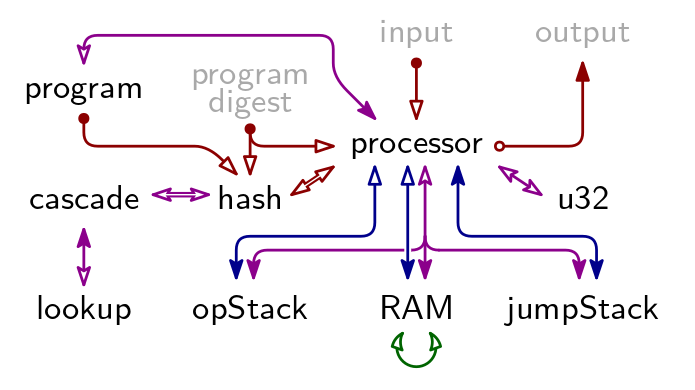 input
output
program
program
digest
processor
cascade
hash
u32
lookup
opStack
RAM
jumpStack